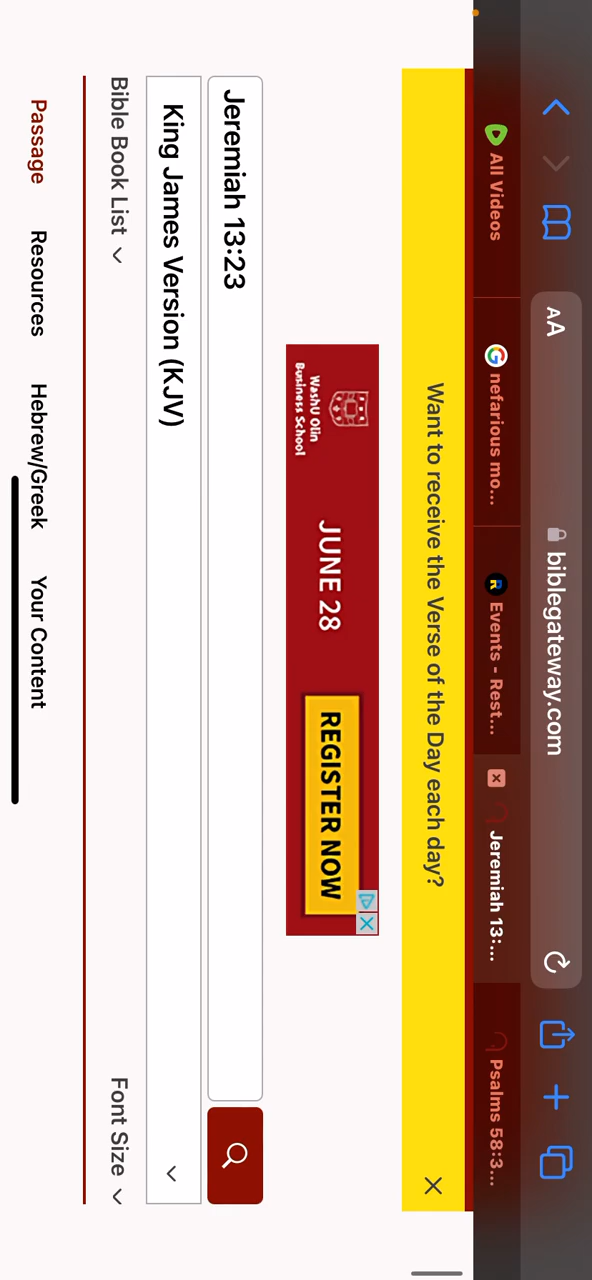 AA
biblegateway.com
All Videos
nefarious mo...
Events - Rest...
Jeremiah 13:...
Psalms 58:3...
Want to receive the Verse of the Day each day?
WashU Olin
Business School
JUNE 28
REGISTER NOW
Jeremiah 13:23
King James Version (KJV)
Bible Book List
Font Size
Passage
Resources
Hebrew/Greek
Your Content